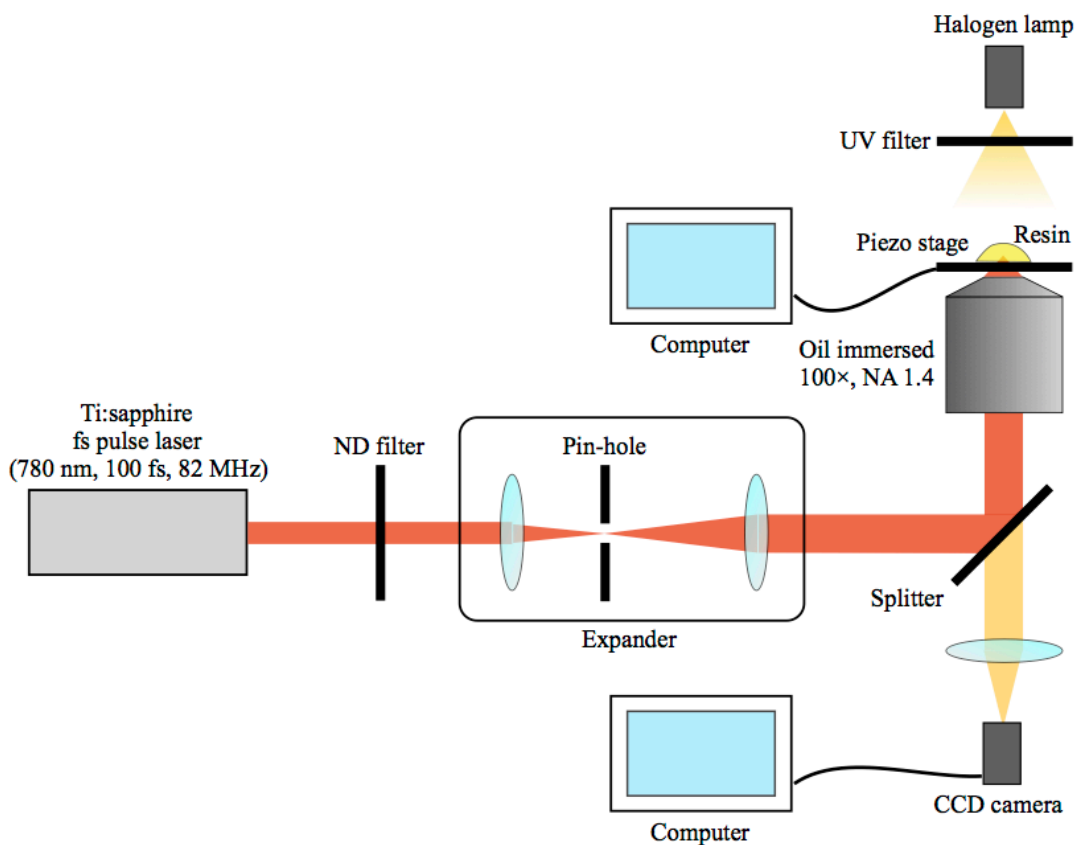 Halogen lamp
UV filter
Piezo stage
Resin
Computer
Oil immersed
100×, NA 1.4
Ti:sapphire
fs pulse laser
(780 nm, 100 fs, 82 MHz)
ND filter
Pin-hole
Expander
Splitter
Computer
CCD camera